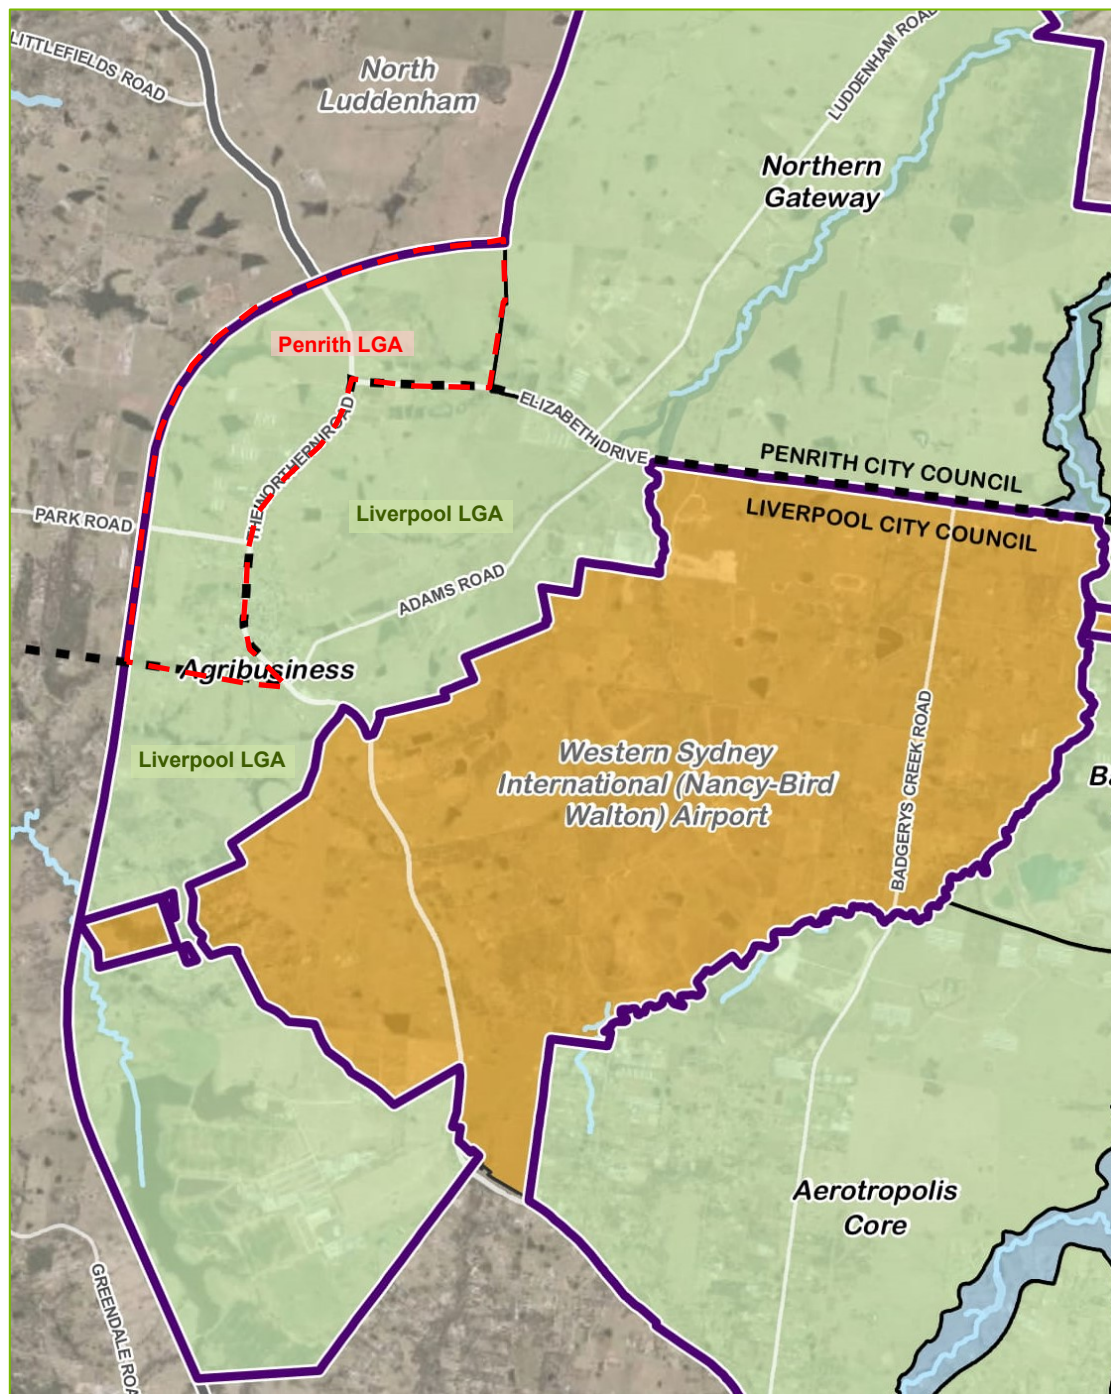 LITTLEFIELDS ROAD
North
Luddenham
LUDDENHAM ROAD
Northern
Gateway
Penrith LGA
THE NORTHERN ROAD
ELIZABETH DRIVE
PENRITH CITY COUNCIL
LIVERPOOL CITY COUNCIL
PARK ROAD
Liverpool LGA
ADAMS ROAD
Agribusiness
Liverpool LGA
Western Sydney
International (Nancy-Bird
Walton) Airport
BADGERYS CREEK ROAD
Ba
Aerotropolis
Core
GREENDALE ROA